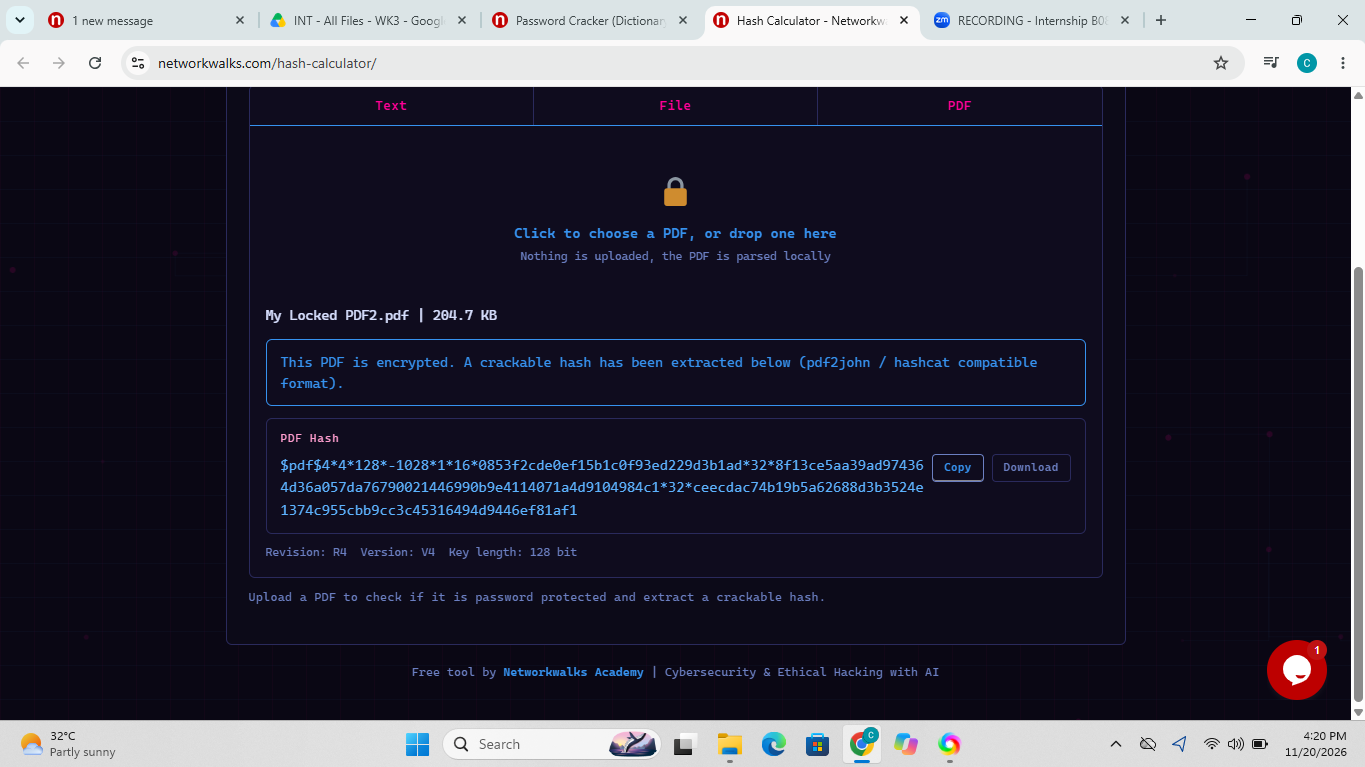 1 new message
INT - All Files - WK3 - Googl
Password Cracker (Dictionary
Hash Calculator - Networkwa
zm
RECORDING - Internship B08
networkwalks.com/hash-calculator/
C
Text
File
PDF
Click to choose a PDF, or drop one here
Nothing is uploaded, the PDF is parsed locally
My Locked PDF2.pdf | 204.7 KB
This PDF is encrypted. A crackable hash has been extracted below (pdf2john / hashcat compatible
format).
PDF Hash
$pdf$4*4*128*-1028*1*16*0853f2cde0ef15b1c0f93ed229d3b1ad*32*8f13ce5aa39ad97436
4d36a057da76790021446990b9e4114071a4d9104984c1*32*ceecdac74b19b5a62688d3b3524e
1374c955cbb9cc3c45316494d9446ef81af1
Copy
Download
Revision: R4 Version: V4 Key length: 128 bit
Upload a PDF to check if it is password protected and extract a crackable hash.
Free tool by Networkwalks Academy | Cybersecurity & Ethical Hacking with AI
1
32°C
Partly sunny
Search
C
4:20 PM
11/20/2026